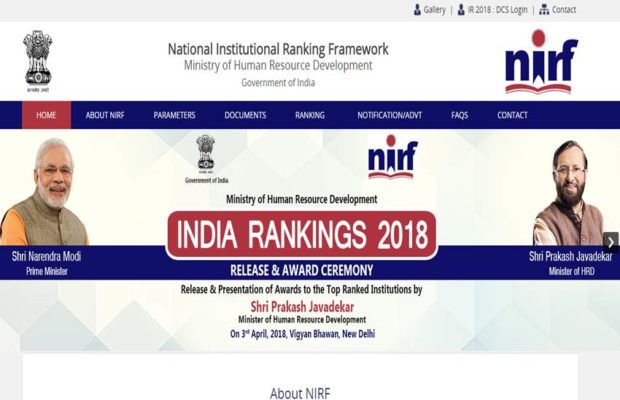 Gallery | IR 2018 : DCS Login | Contact
National Institutional Ranking Framework
Ministry of Human Resource Development
Government of India
nirf
HOME ABOUT NIRF PARAMETERS DOCUMENTS RANKING NOTIFICATION/ADVT FAQS CONTACT
Government of India
nirf
Ministry of Human Resource Development
INDIA RANKINGS 2018
RELEASE & AWARD CEREMONY
Shri Narendra Modi
Prime Minister
Shri Prakash Javadekar
Minister of HRD
Release & Presentation of Awards to the Top Ranked Institutions by
Shri Prakash Javadekar
Minister of Human Resource Development
On 3rd April, 2018, Vigyan Bhawan, New Delhi
About NIRF